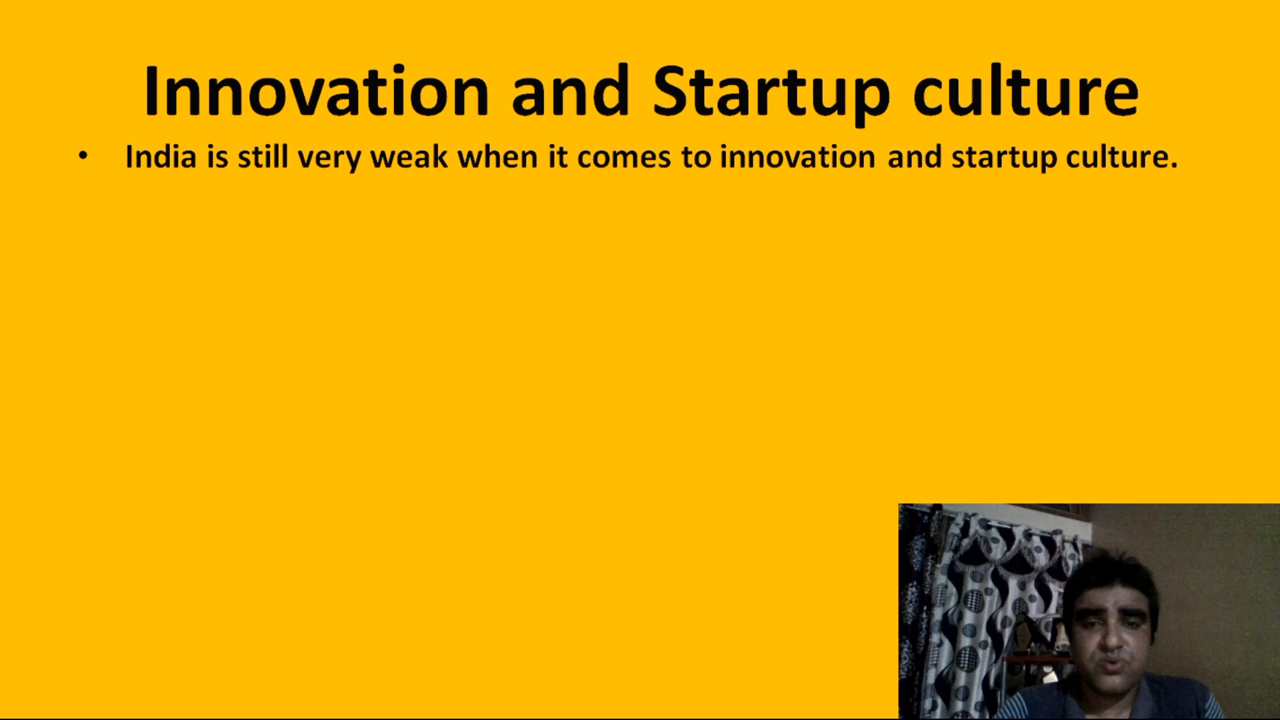 Innovation and Startup culture
• India is still very weak when it comes to innovation and startup culture.